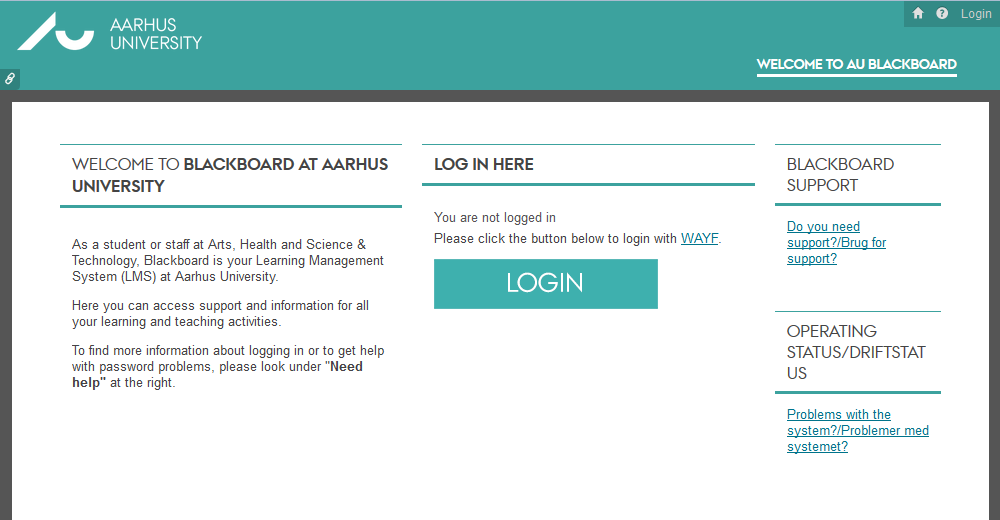 AARHUS
UNIVERSITY
Login
WELCOME TO AU BLACKBOARD
WELCOME TO BLACKBOARD AT AARHUS
UNIVERSITY
As a student or staff at Arts, Health and Science &
Technology, Blackboard is your Learning Management
System (LMS) at Aarhus University.
Here you can access support and information for all
your learning and teaching activities.
To find more information about logging in or to get help
with password problems, please look under "Need
help" at the right.
LOG IN HERE
You are not logged in
Please click the button below to login with WAYF.
LOGIN
BLACKBOARD
SUPPORT
Do you need
support?/Brug for
support?
OPERATING
STATUS/DRIFTSTAT
US
Problems with the
system?/Problemer med
systemet?